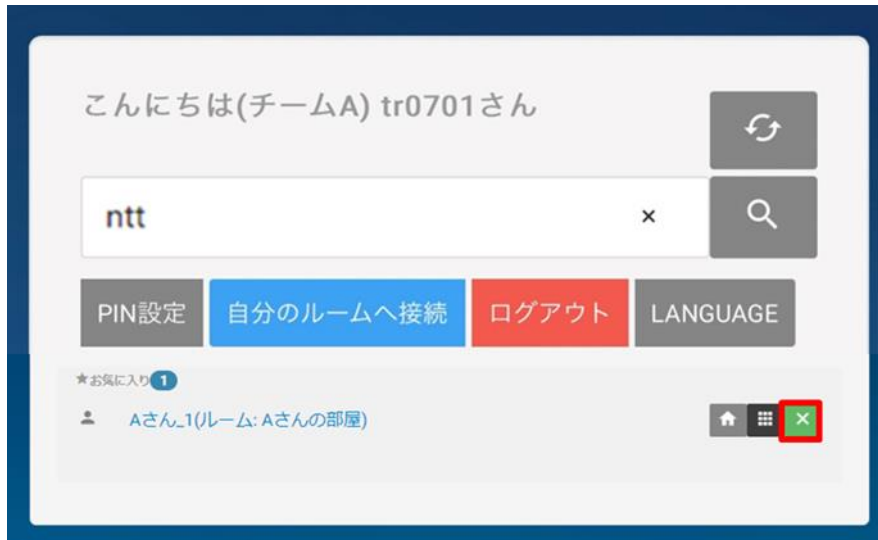 こんにちは(チームA) tr0701さん
ntt
PIN設定 自分のルームへ接続 ログアウト LANGUAGE
★お気に入り 1
Aさん_1(ルーム: Aさんの部屋)